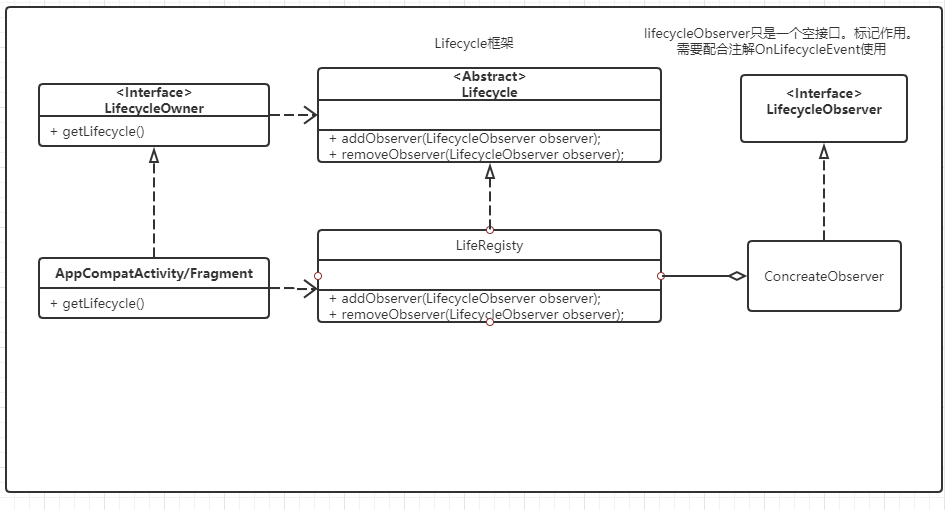 lifecycleObserver只是一个空接口。标记作用。
需要配合注解OnLifecycleEvent使用
Lifecycle框架
<Interface>
LifecycleOwner
+ getLifecycle()
<Abstract>
Lifecycle
+ addObserver(LifecycleObserver observer);
+ removeObserver(LifecycleObserver observer);
<Interface>
LifecycleObserver
AppCompatActivity/Fragment
+ getLifecycle()
LifeRegisty
+ addObserver(LifecycleObserver observer);
+ removeObserver(LifecycleObserver observer);
ConcreateObserver